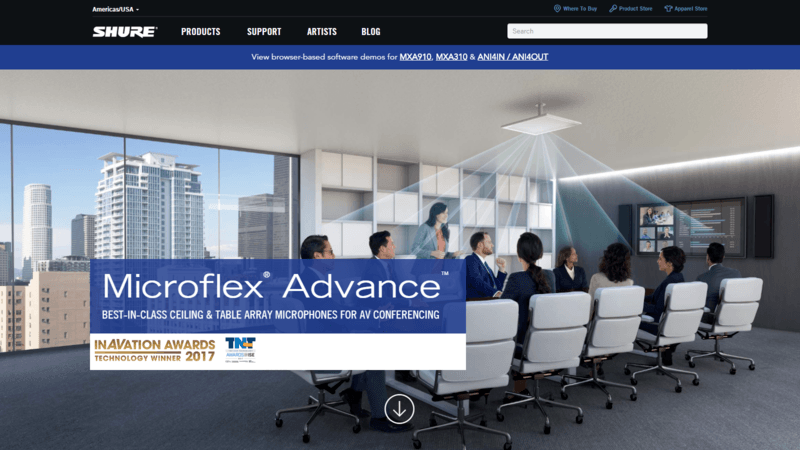 Americas/USA
Where To Buy
Product Store
Apparel Store
SHURE
PRODUCTS
SUPPORT
ARTISTS
BLOG
Search
View browser-based software demos for MXA910, MXA310 & ANI4IN / ANI4OUT
Microflex® Advance™
BEST-IN-CLASS CEILING & TABLE ARRAY MICROPHONES FOR AV CONFERENCING
INAVATION AWARDS
TECHNOLOGY WINNER 2017
TNT